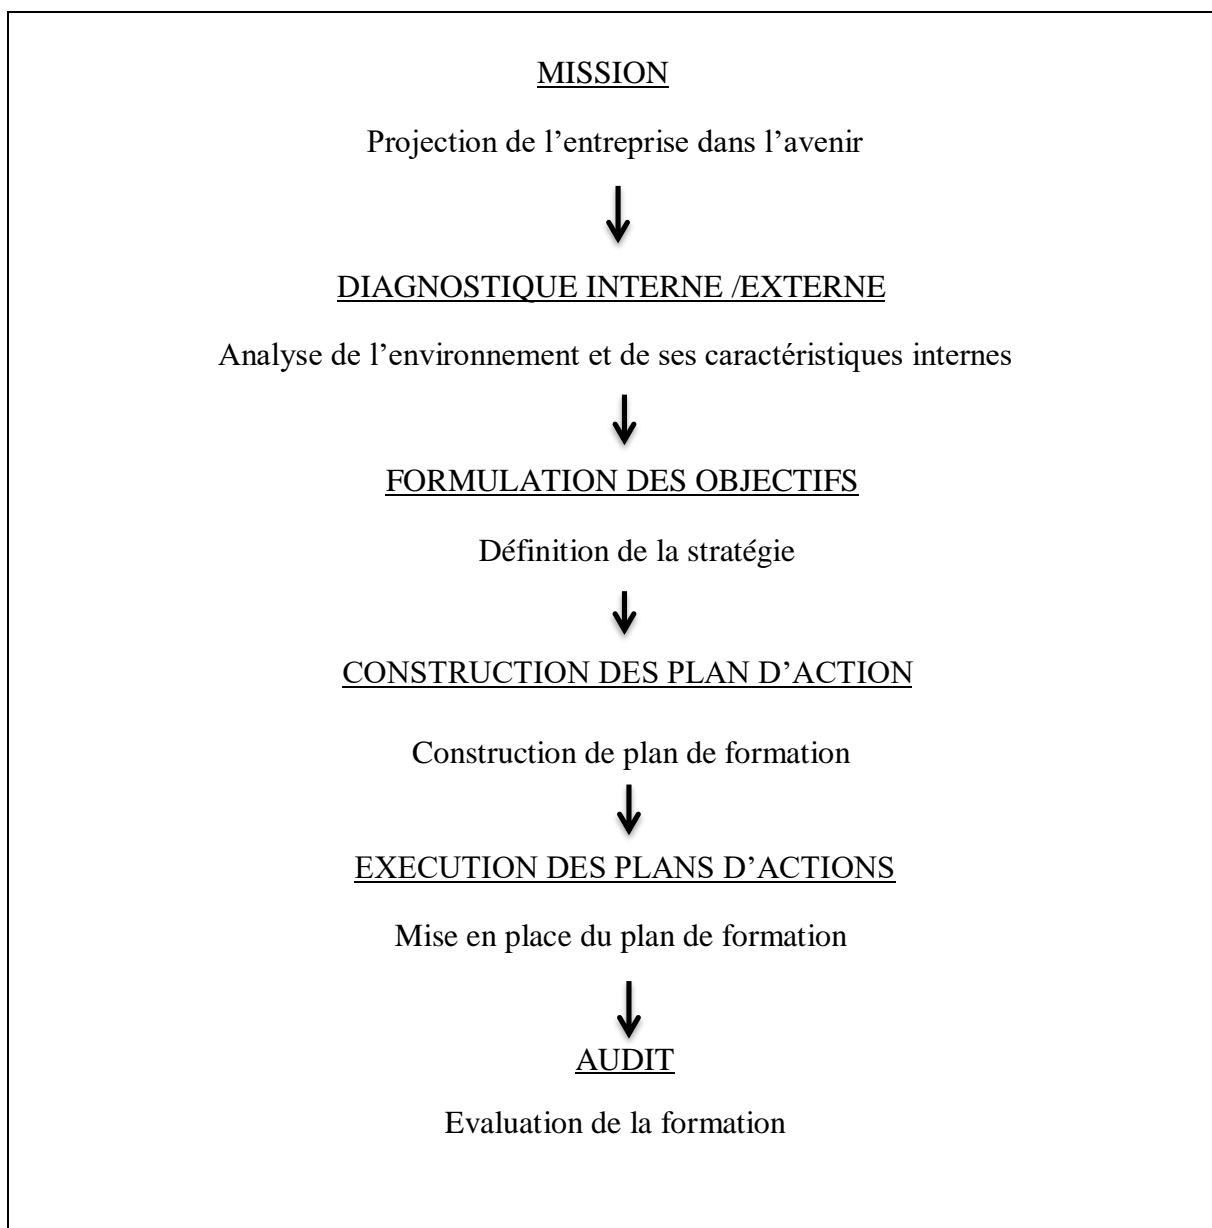 MISSION
Projection de l’entreprise dans l’avenir
DIAGNOSTIQUE INTERNE /EXTERNE
Analyse de l’environnement et de ses caractéristiques internes
FORMULATION DES OBJECTIFS
Définition de la stratégie
CONSTRUCTION DES PLAN D’ACTION
Construction de plan de formation
EXECUTION DES PLANS D’ACTIONS
Mise en place du plan de formation
AUDIT
Evaluation de la formation